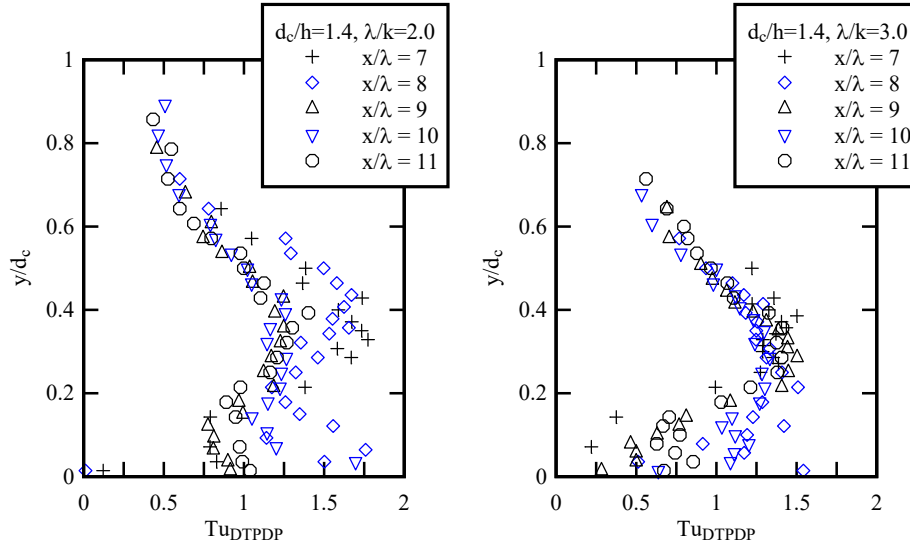 d_c/h=1.4, λ/k=2.0
x/λ = 7
x/λ = 8
x/λ = 9
x/λ = 10
x/λ = 11
1
0.8
0.6
0.4
0.2
0
y/d_c
0
0.5
1
1.5
2
Tu_DTPDP
d_c/h=1.4, λ/k=3.0
x/λ = 7
x/λ = 8
x/λ = 9
x/λ = 10
x/λ = 11
1
0.8
0.6
0.4
0.2
0
y/d_c
0
0.5
1
1.5
2
Tu_DTPDP